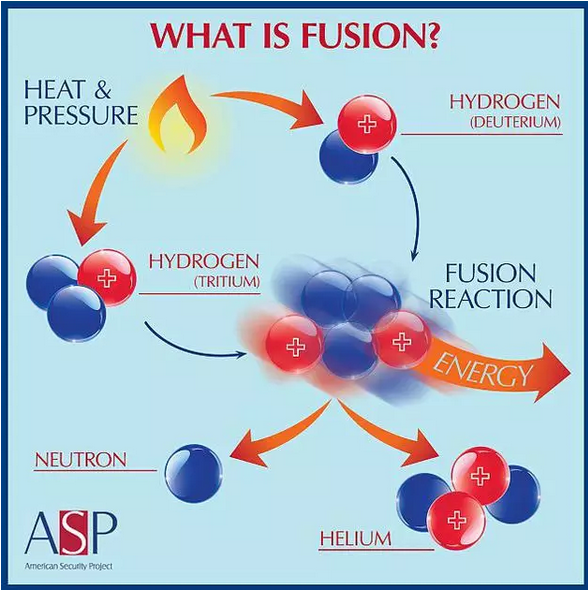 WHAT IS FUSION?
HEAT &
PRESSURE
HYDROGEN
(DEUTERIUM)
HYDROGEN
(TRITIUM)
FUSION
REACTION
ENERGY
NEUTRON
HELIUM
ASP
American Security Project